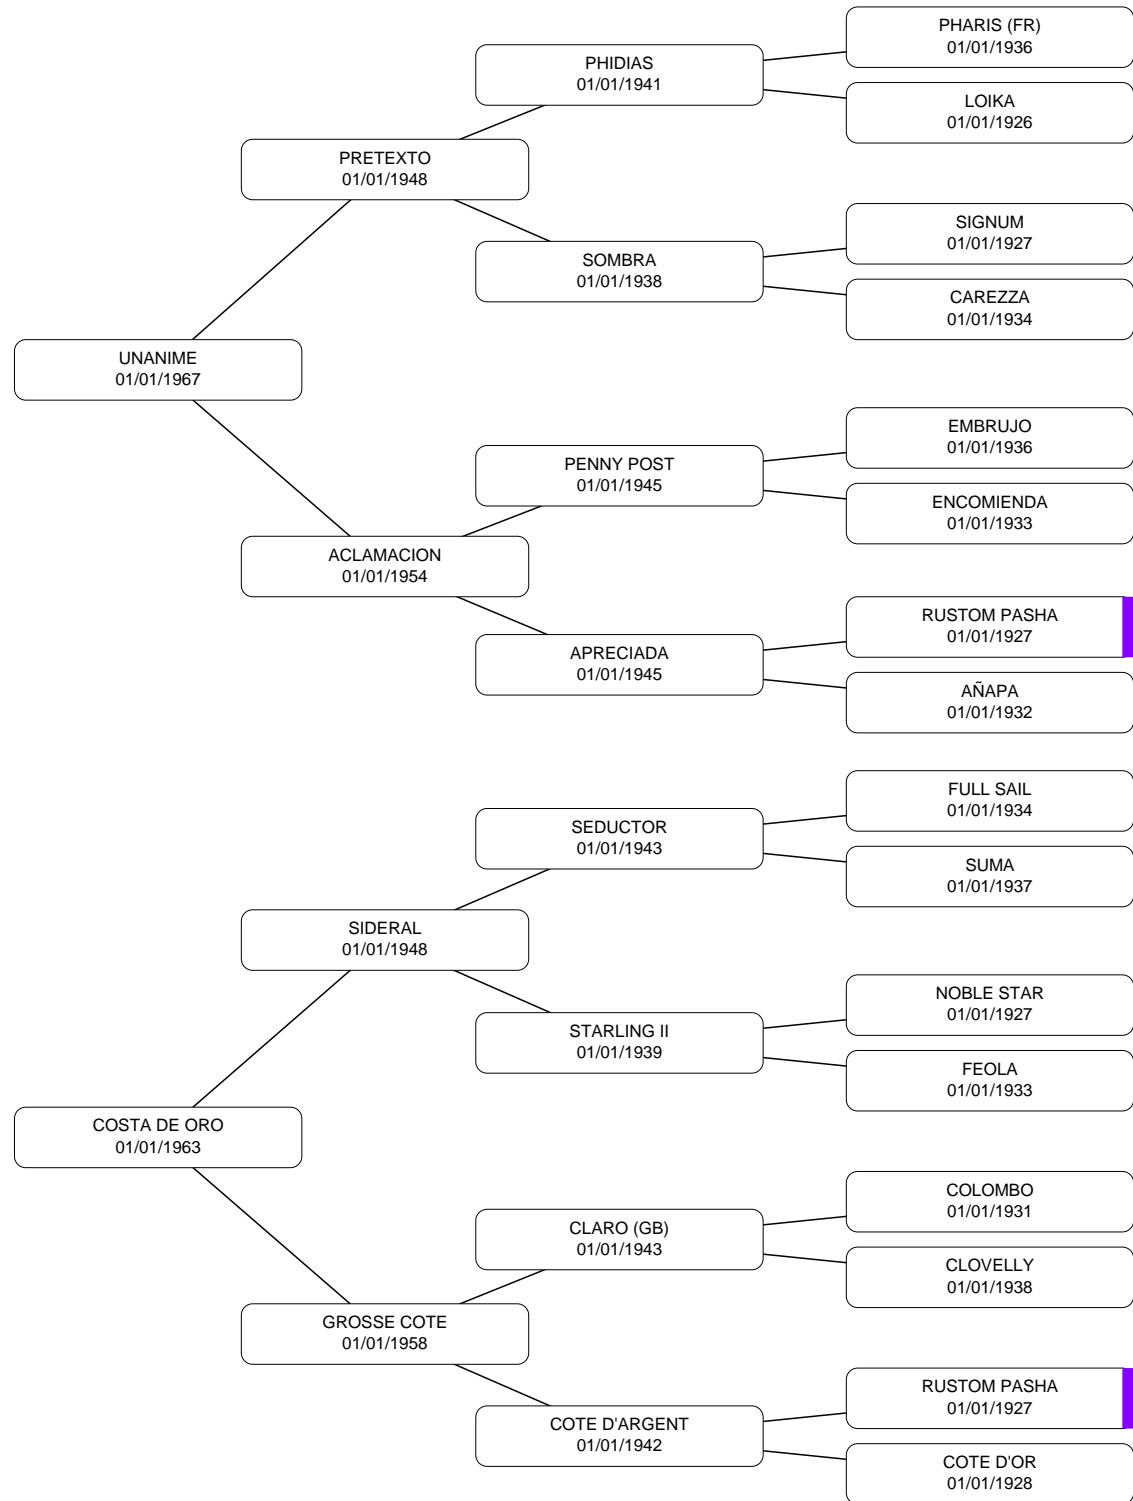 PHARIS (FR)
01/01/1936
PHIDIAS
01/01/1941
LOIKA
01/01/1926
PRETEXTO
01/01/1948
SIGNUM
01/01/1927
SOMBRA
01/01/1938
CAREZZA
01/01/1934
UNANIME
01/01/1967
EMBRUJO
01/01/1936
PENNY POST
01/01/1945
ENCOMIENDA
01/01/1933
ACLAMACION
01/01/1954
RUSTOM PASHA
01/01/1927
APRECIADA
01/01/1945
AÑAPA
01/01/1932
FULL SAIL
01/01/1934
SEDUCTOR
01/01/1943
SUMA
01/01/1937
SIDERAL
01/01/1948
NOBLE STAR
01/01/1927
STARLING II
01/01/1939
FEOLA
01/01/1933
COSTA DE ORO
01/01/1963
COLOMBO
01/01/1931
CLARO (GB)
01/01/1943
CLOVELLY
01/01/1938
GROSSE COTE
01/01/1958
RUSTOM PASHA
01/01/1927
COTE D'ARGENT
01/01/1942
COTE D'OR
01/01/1928